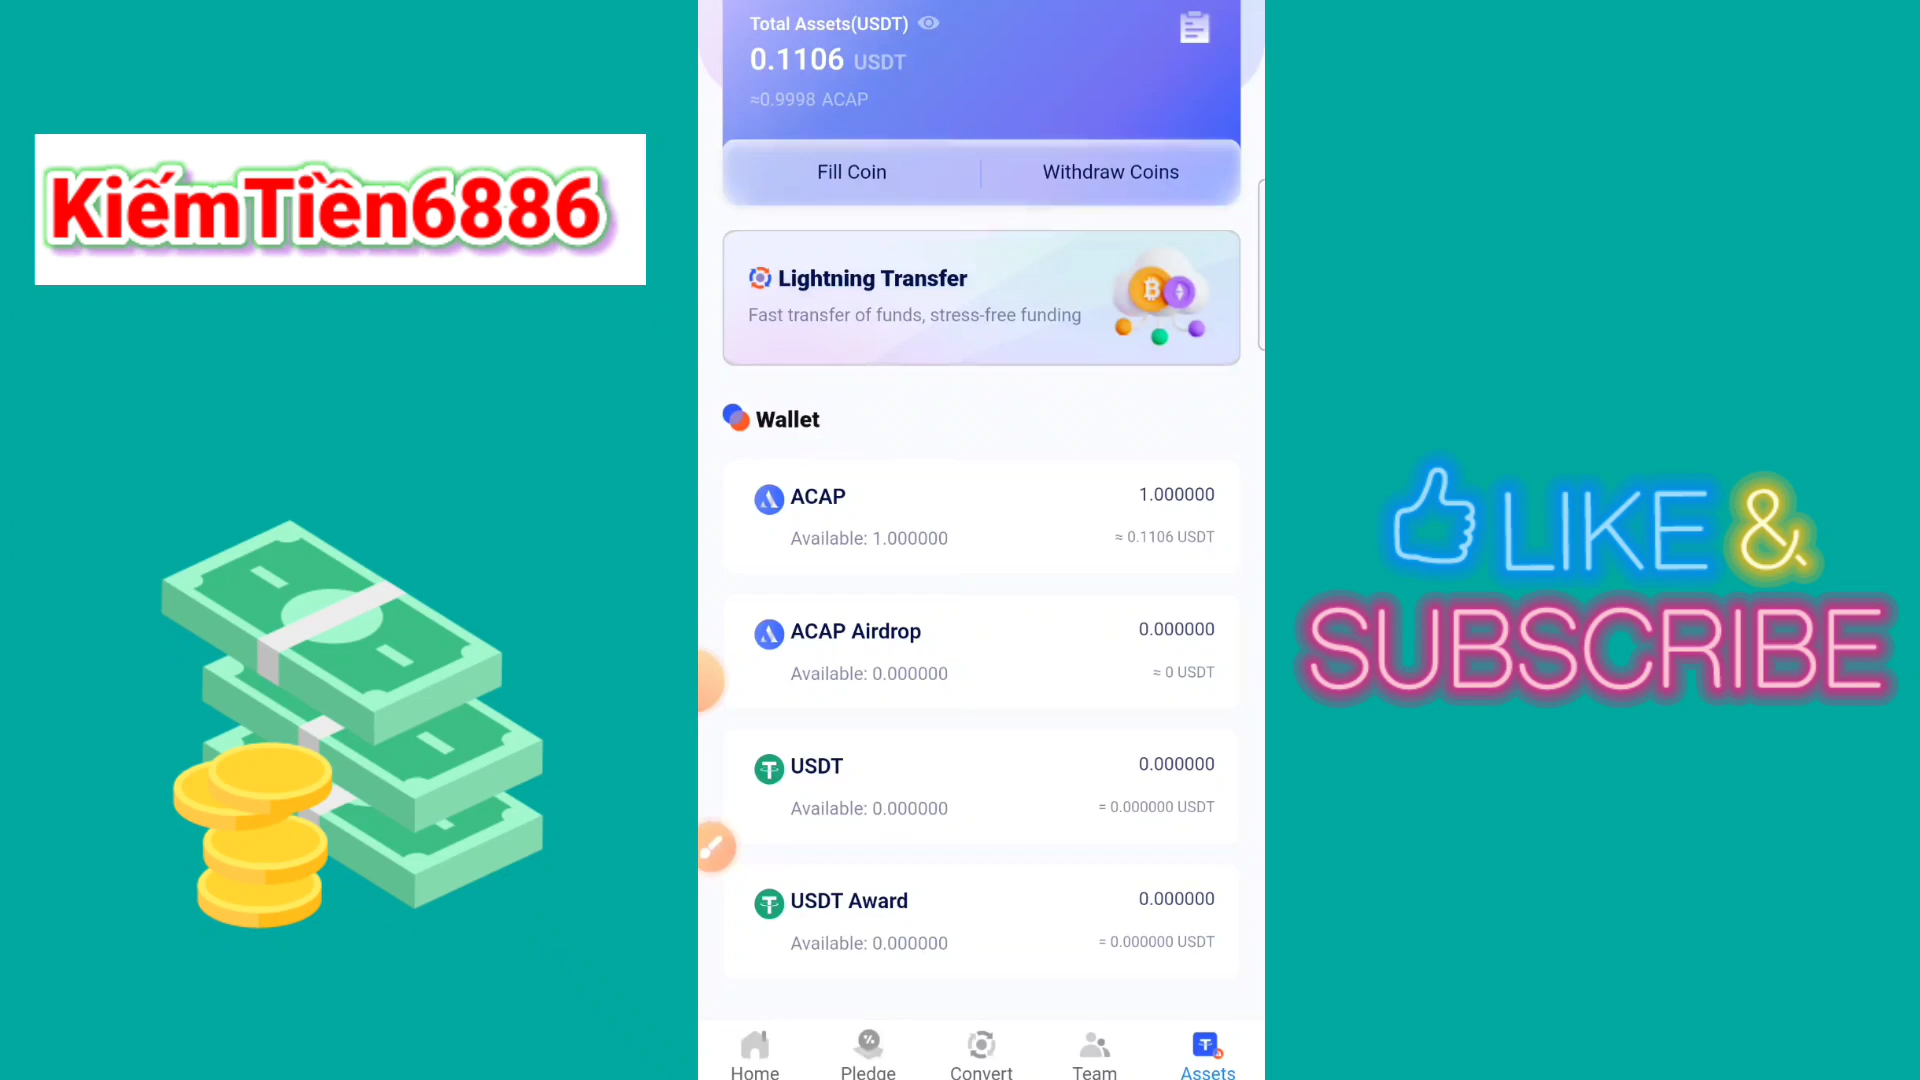 KiếmTiền6886
Total Assets(USDT)
0.1106 USDT
≈0.9998 ACAP
Fill Coin
Withdraw Coins
Lightning Transfer
Fast transfer of funds, stress-free funding
Wallet
ACAP 1.000000
Available: 1.000000 ≈ 0.1106 USDT
ACAP Airdrop 0.000000
Available: 0.000000 ≈ 0 USDT
USDT 0.000000
Available: 0.000000 = 0.000000 USDT
USDT Award 0.000000
Available: 0.000000 = 0.000000 USDT
Home Pledge Convert Team Assets
LIKE &
SUBSCRIBE